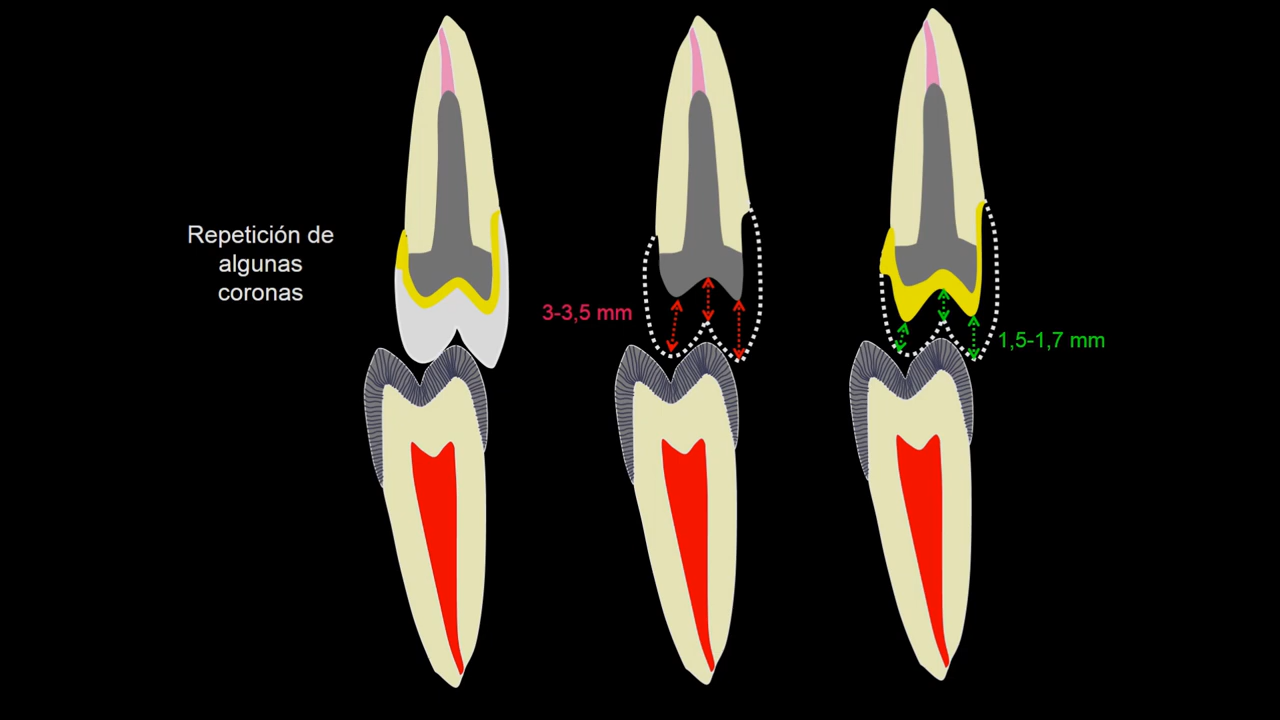 Repetición de
algunas
coronas
3-3,5 mm
1,5-1,7 mm